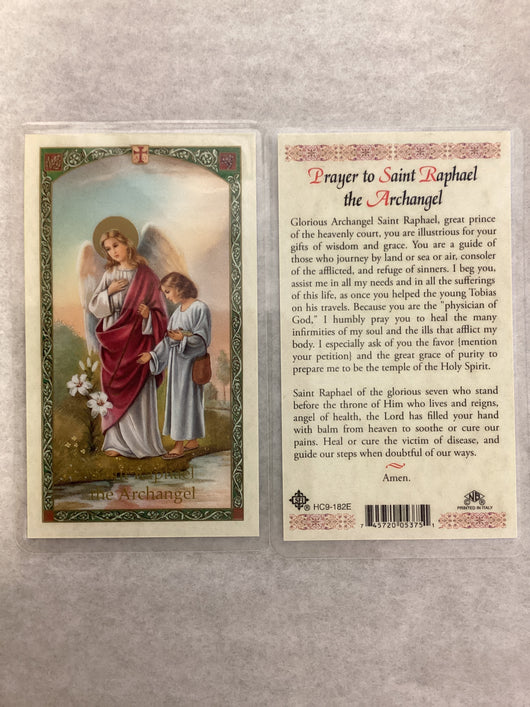 Raphael
the Archangel
Prayer to Saint Raphael
the Archangel
Glorious Archangel Saint Raphael, great prince
of the heavenly court, you are illustrious for your
gifts of wisdom and grace. You are a guide of
those who journey by land or sea or air, consoler
of the afflicted, and refuge of sinners. I beg you,
assist me in all my needs and in all the sufferings
of this life, as once you helped the young Tobias
on his travels. Because you are the "physician of
God," I humbly pray you to heal the many
infirmities of my soul and the ills that afflict my
body. I especially ask of you the favor {mention
your petition} and the great grace of purity to
prepare me to be the temple of the Holy Spirit.
Saint Raphael of the glorious seven who stand
before the throne of Him who lives and reigns,
angel of health, the Lord has filled your hand
with balm from heaven to soothe or cure our
pains. Heal or cure the victim of disease, and
guide our steps when doubtful of our ways.
Amen.
® HC9-182E
7 45720 05375 1
NB
PRINTED IN ITALY